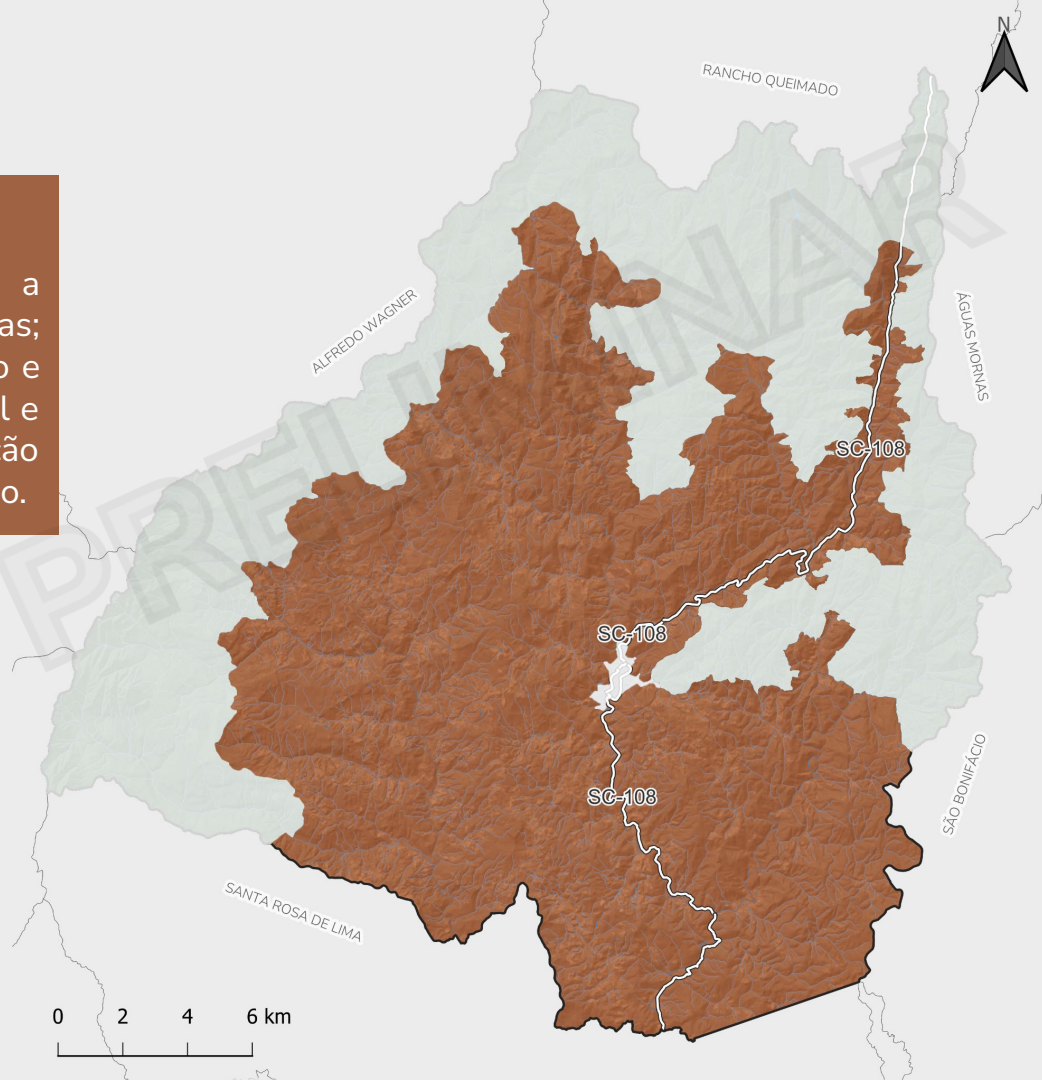 N
RANCHO QUEIMADO
PRELIMINAR
a
as;
o e
ALFREDO WAGNER
ÁGUAS MORNAS
l e
SC-108
o.
SC-108
SÃO BONIFÁCIO
SC-108
SANTA ROSA DE LIMA
0 2 4 6 km